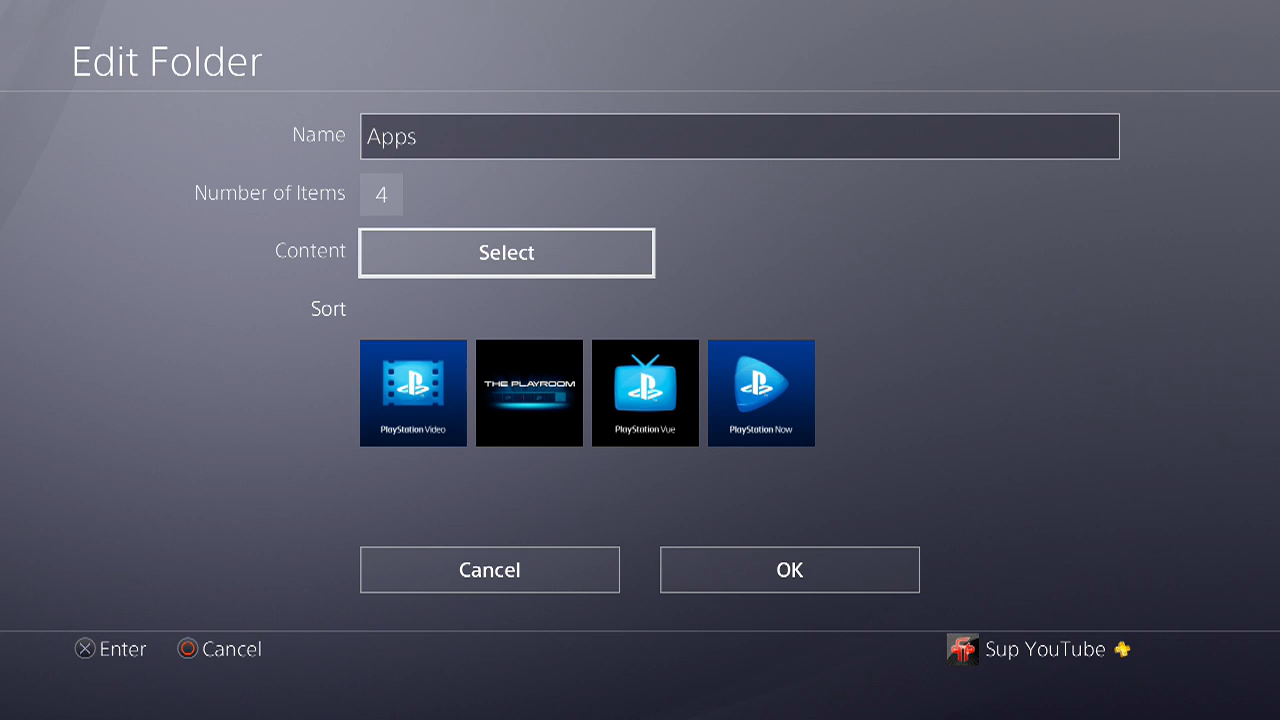 Edit Folder
Name
Apps
Number of Items
4
Content
Select
Sort
PlayStation Video
THE PLAYROOM
PlayStation Vue
PlayStation Now
Cancel
OK
Enter
Cancel
Sup YouTube